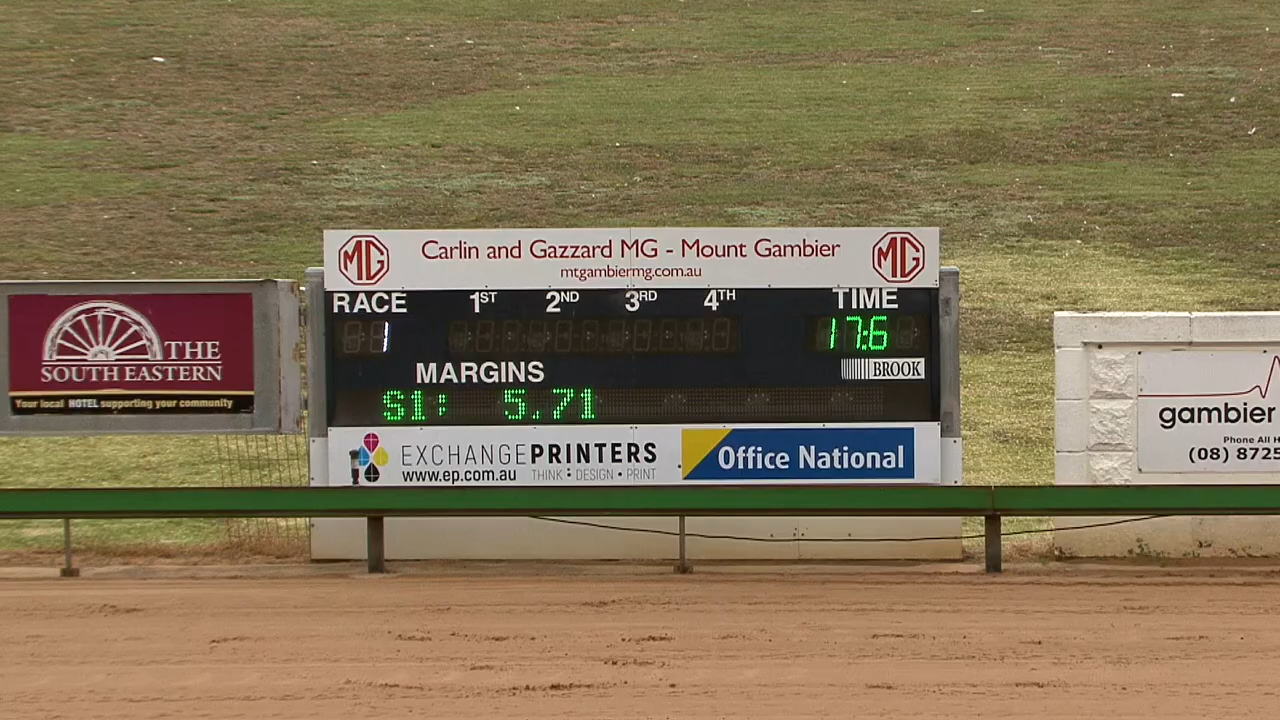 MG Carlin and Gazzard MG - Mount Gambier MG
mtgambiermg.com.au
RACE 1ST 2ND 3RD 4TH TIME
1 17:6
MARGINS BROOK
S1: 5.71
EXCHANGEPRINTERS
www.ep.com.au THINK : DESIGN • PRINT
Office National
THE
SOUTH EASTERN
Your local HOTEL supporting your community
gambier
Phone All H
(08) 8725